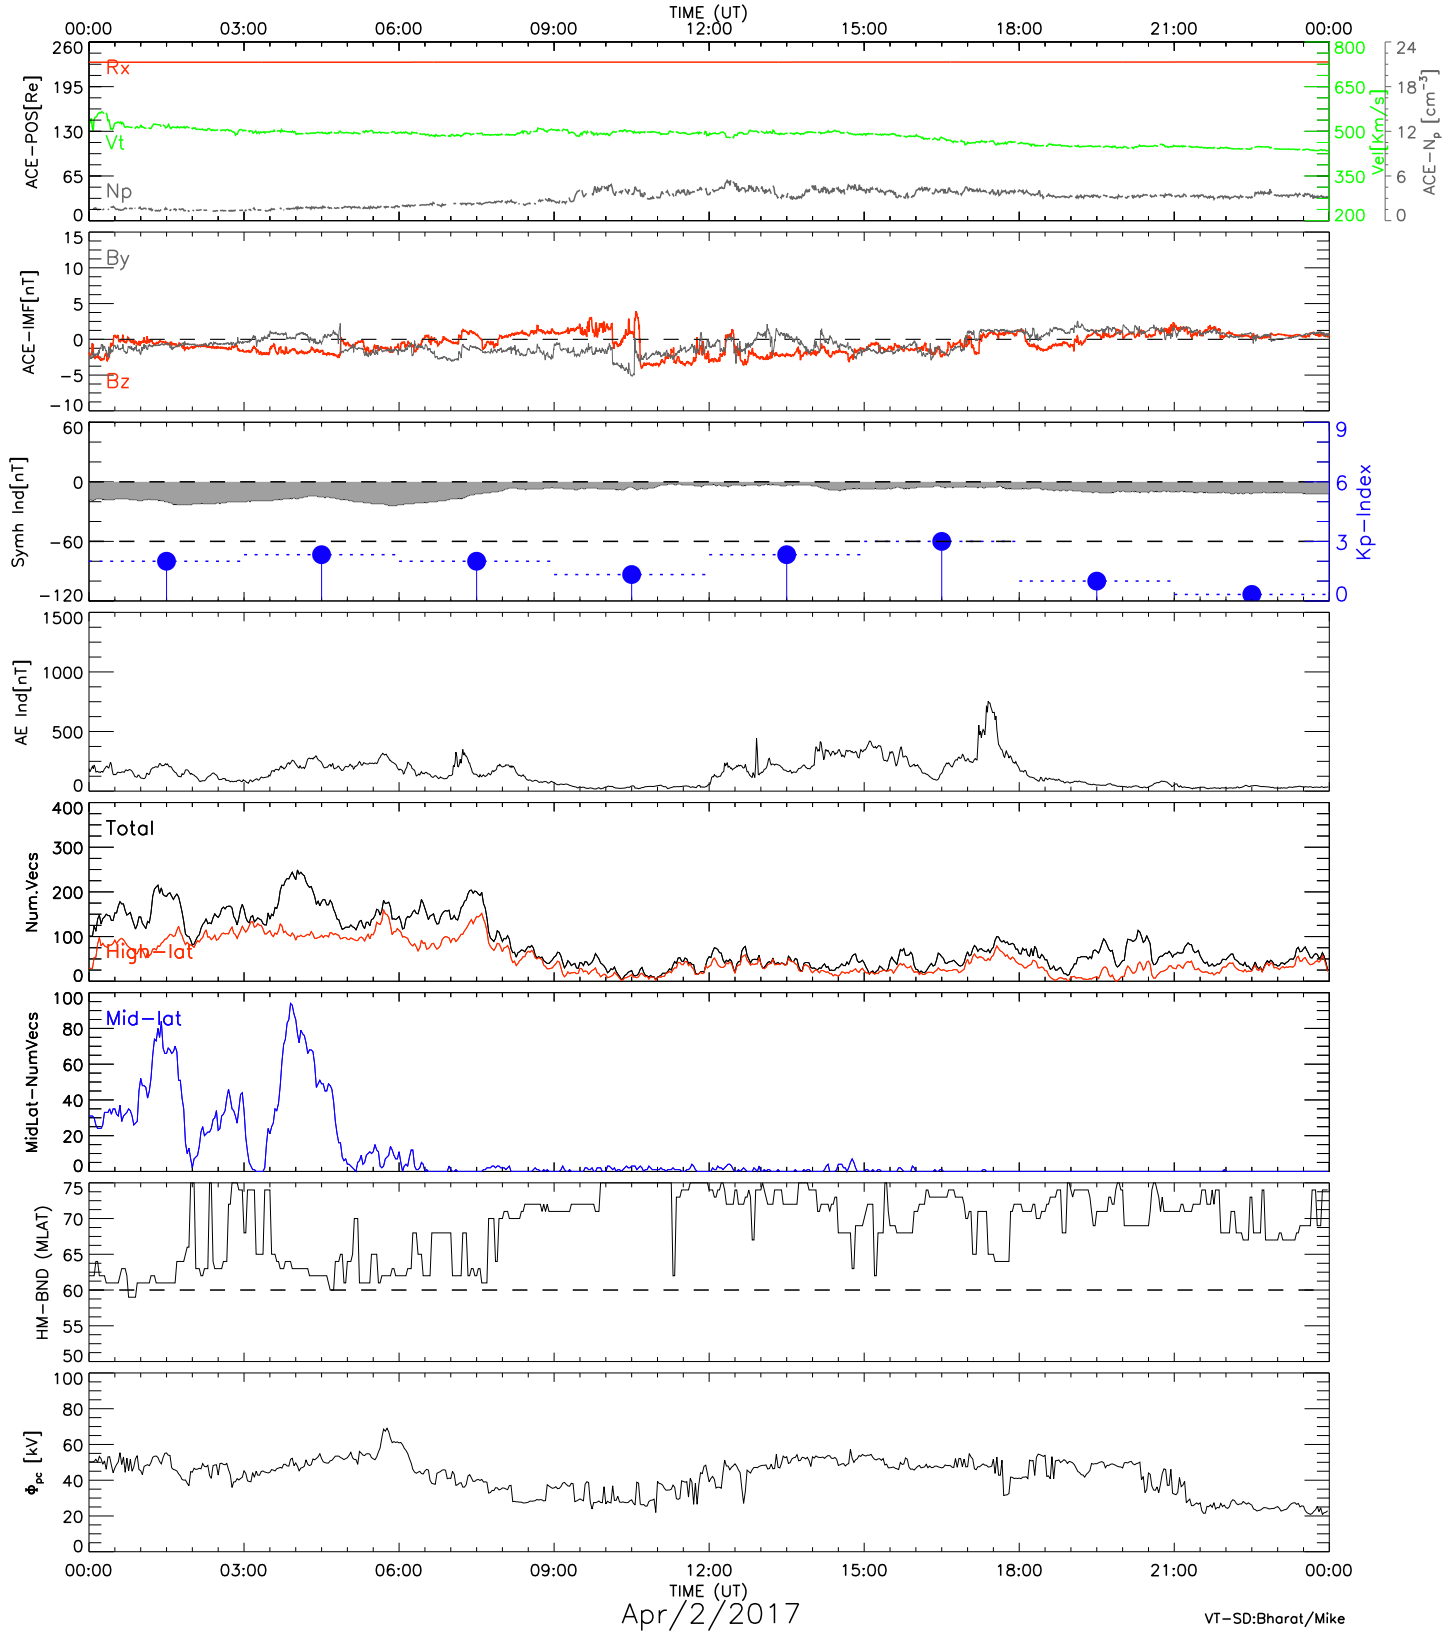 TIME (UT)
00:00 03:00 06:00 09:00 12:00 15:00 18:00 21:00 00:00
260 195 130 65 0
ACE-POS[Re]
Rx
Vt
Np
800 650 500 350 200
Vel[Km/s]
24 18 12 6 0
ACE-Np [cm-3]
15 10 5 0 -5 -10
ACE-IMF[nT]
By
Bz
60 0 -60 -120
Symh Ind[nT]
9 6 3 0
Kp-Index
1500 1000 500 0
AE Ind[nT]
400 300 200 100 0
Num.Vecs
Total
High-lat
100 80 60 40 20 0
MidLat-NumVecs
Mid-lat
75 70 65 60 55 50
HM-BND (MLAT)
100 80 60 40 20 0
Φpc [kV]
00:00 03:00 06:00 09:00 12:00 15:00 18:00 21:00 00:00
TIME (UT)
Apr/2/2017
VT-SD:Bharat/Mike